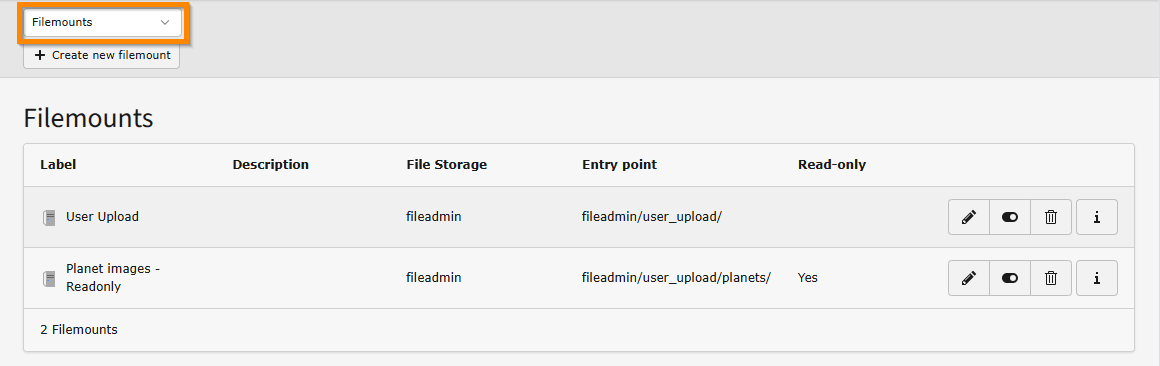 Filemounts
+ Create new filemount
Filemounts
Label Description File Storage Entry point Read-only
User Upload fileadmin fileadmin/user_upload/
Planet images -
Readonly fileadmin fileadmin/user_upload/planets/ Yes
2 Filemounts